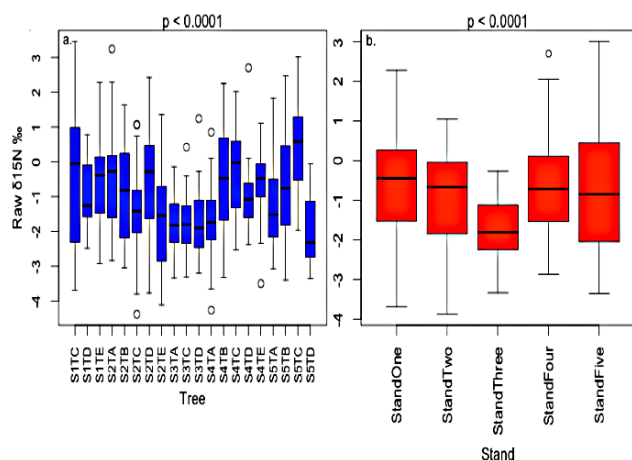 p < 0.0001
a.
Raw δ15N ‰
3
2
1
0
-1
-2
-3
-4
S1TC
S1TD
S1TE
S2TA
S2TB
S2TC
S2TD
S2TE
S3TA
S3TC
S3TD
S4TA
S4TB
S4TC
S4TD
S4TE
S5TA
S5TB
S5TC
S5TD
Tree
p < 0.0001
b.
3
2
1
0
-1
-2
-3
-4
StandOne
StandTwo
StandThree
StandFour
StandFive
Stand